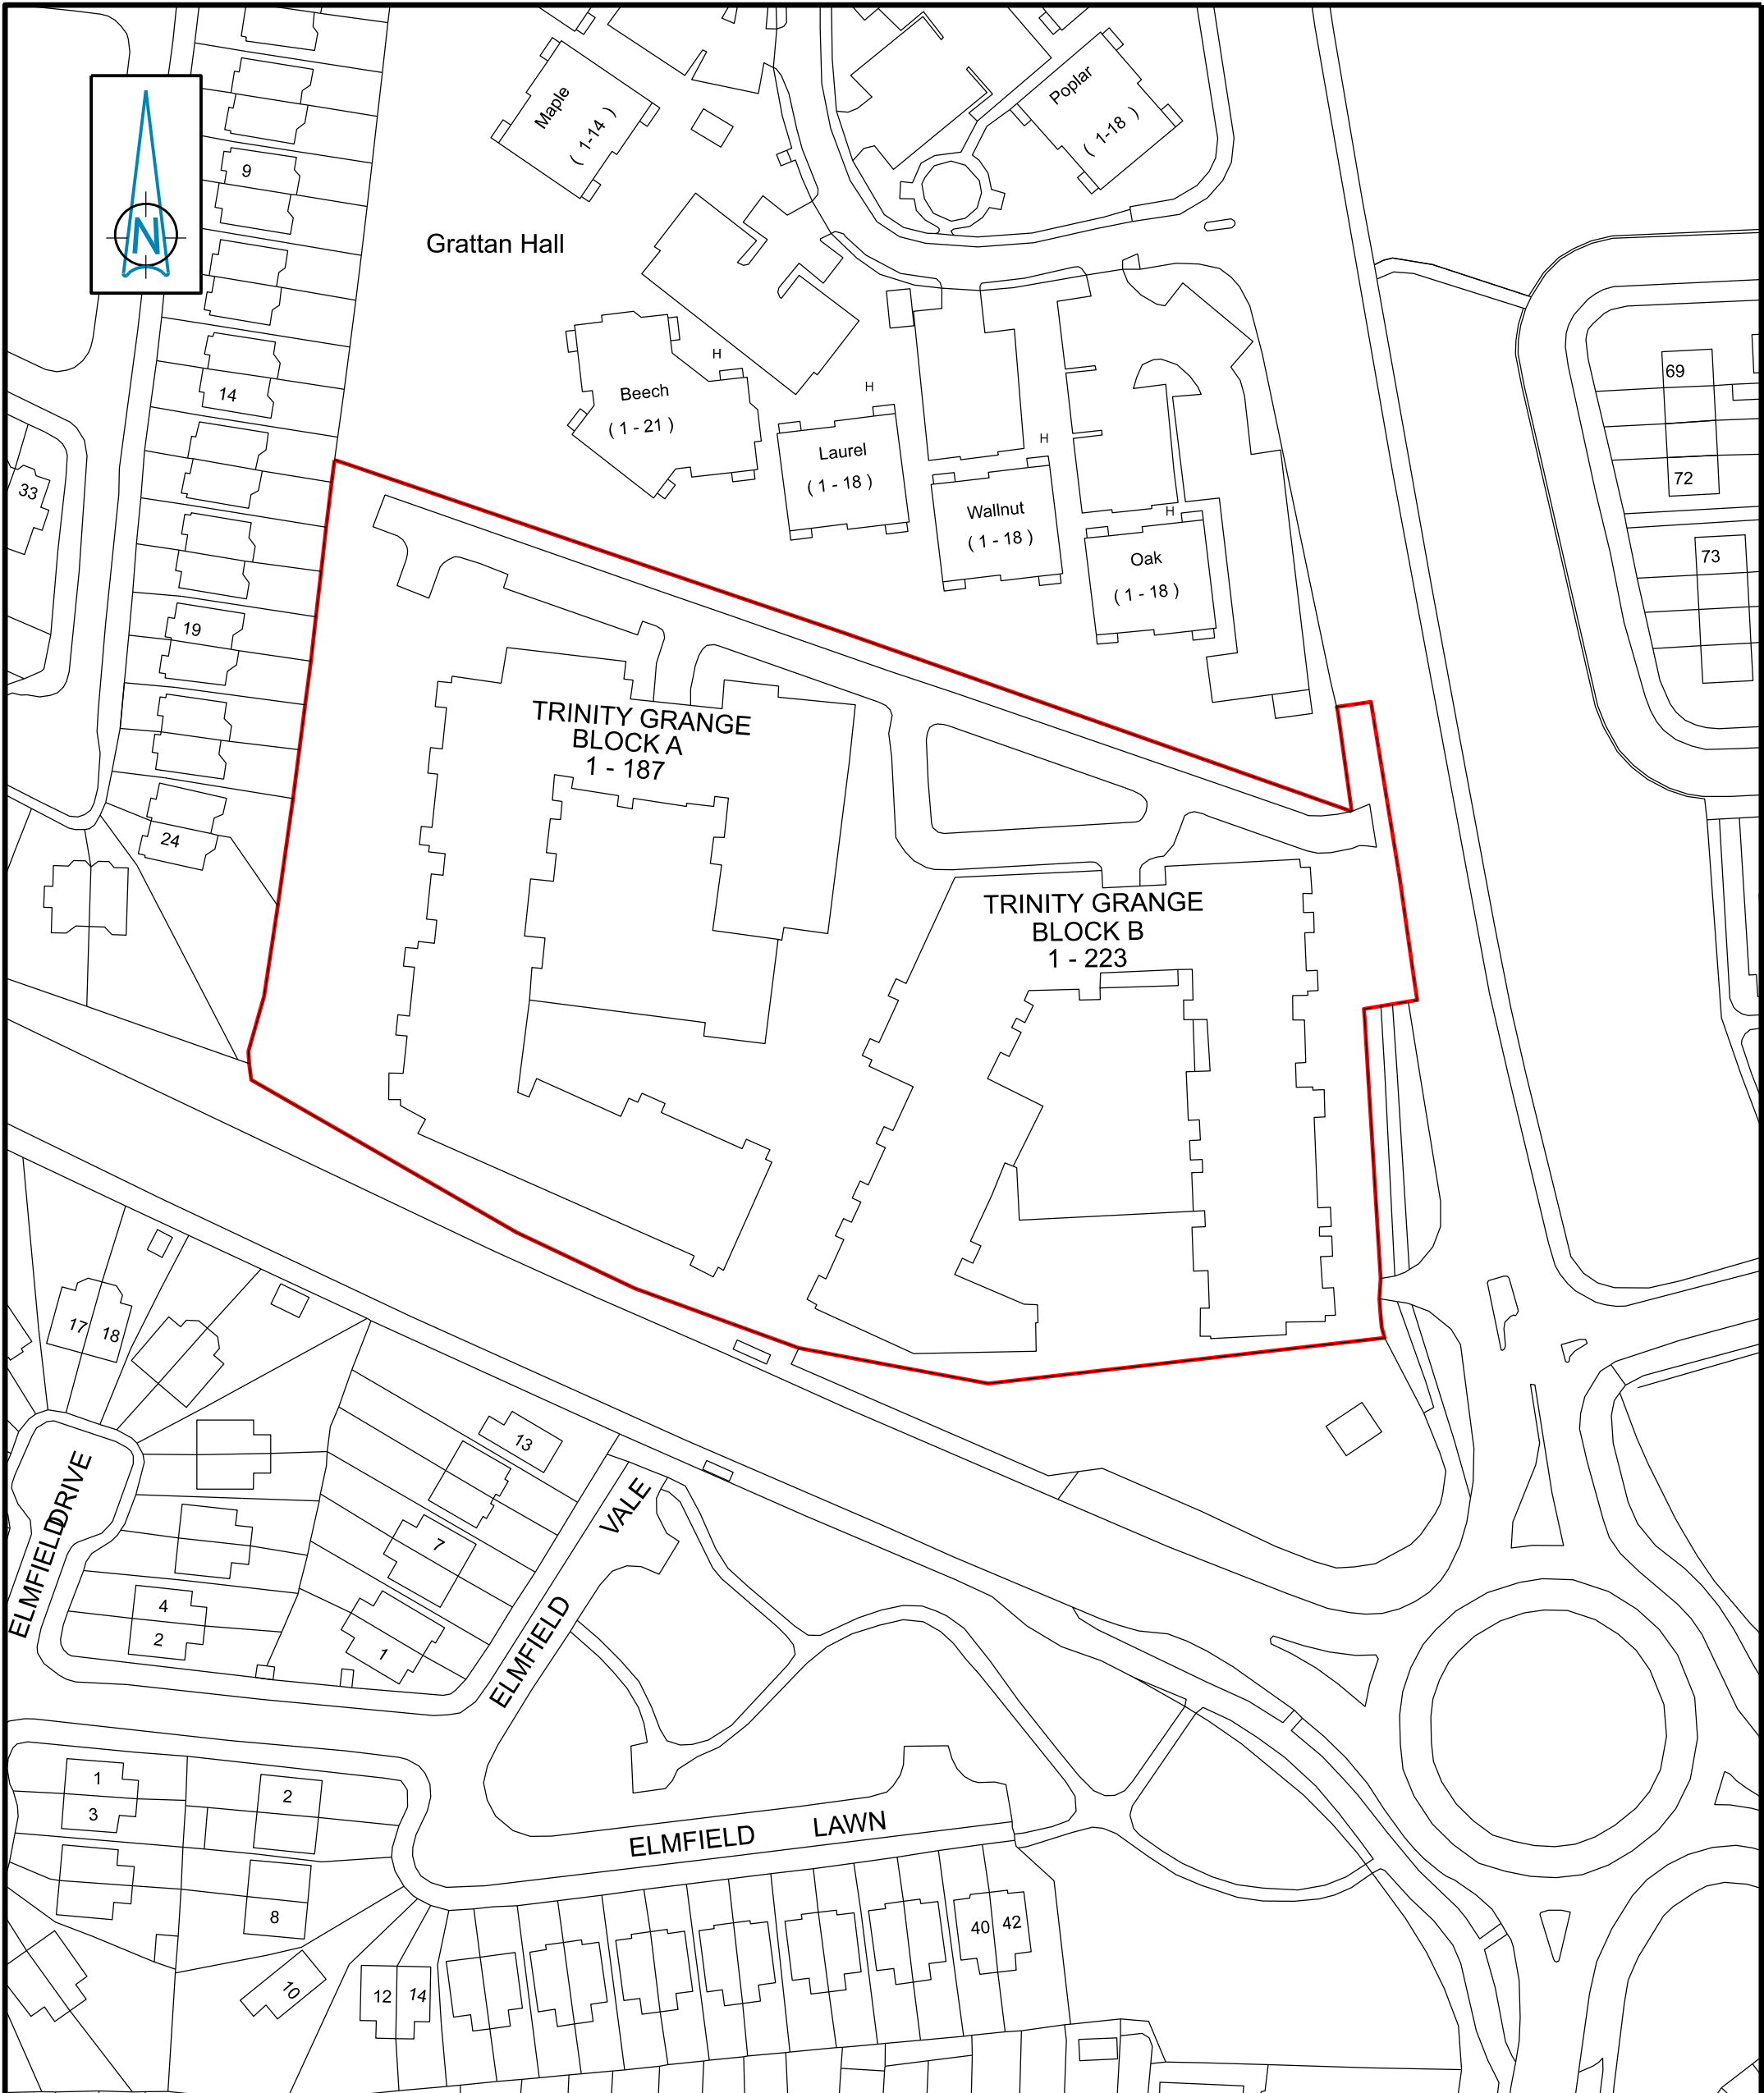 Maple
( 1-14 )
Poplar
( 1-18 )
9
N
Grattan Hall
14
H
Beech
( 1 - 21 )
H
Laurel
( 1 - 18 )
H
Wallnut
( 1 - 18 )
H
Oak
( 1 - 18 )
69
72
73
33
19
24
TRINITY GRANGE
BLOCK A
1 - 187
TRINITY GRANGE
BLOCK B
1 - 223
17
18
13
7
1
4
2
ELMFIELD DRIVE
ELMFIELD VALE
1
3
2
8
10
12
14
ELMFIELD LAWN
40
42